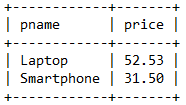 +------------+-------+
| pname      | price |
+------------+-------+
| Laptop     | 52.53 |
| Smartphone | 31.50 |
+------------+-------+